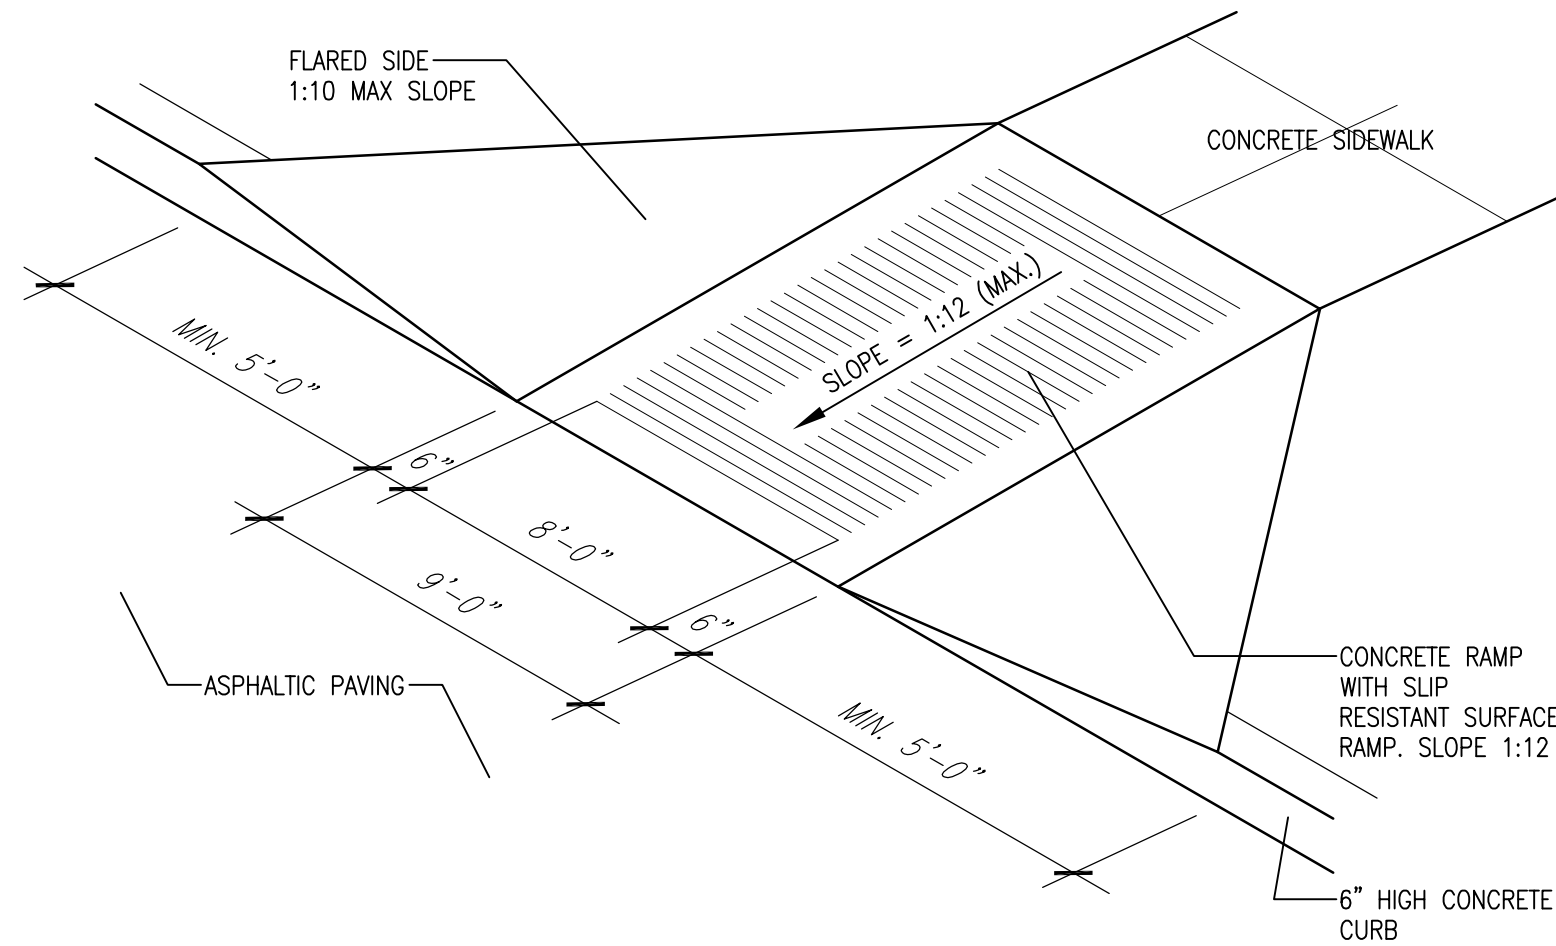 FLARED SIDE
1:10 MAX SLOPE
CONCRETE SIDEWALK
SLOPE = 1:12 (MAX.)
MIN. 5'-0"
6"
8'-0"
9'-0"
6"
ASPHALTIC PAVING
MIN. 5'-0"
CONCRETE RAMP
WITH SLIP
RESISTANT SURFACE
RAMP. SLOPE 1:12
6" HIGH CONCRETE
CURB